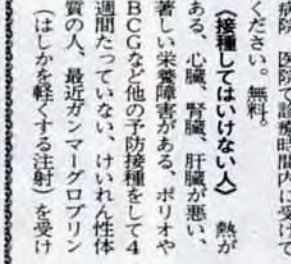 病院、医院で診療時間内に受けて
ください。無料。
〈接種してはいけない人〉 熱が
ある、心臓、腎臓、肝臓が悪い、
著しい栄養障害がある、ポリオや
BCGなど他の予防接種をして4
週間たっていない、けいれん性体
質の人、最近ガンマーグロブリン
（はしかを軽くする注射）を受け